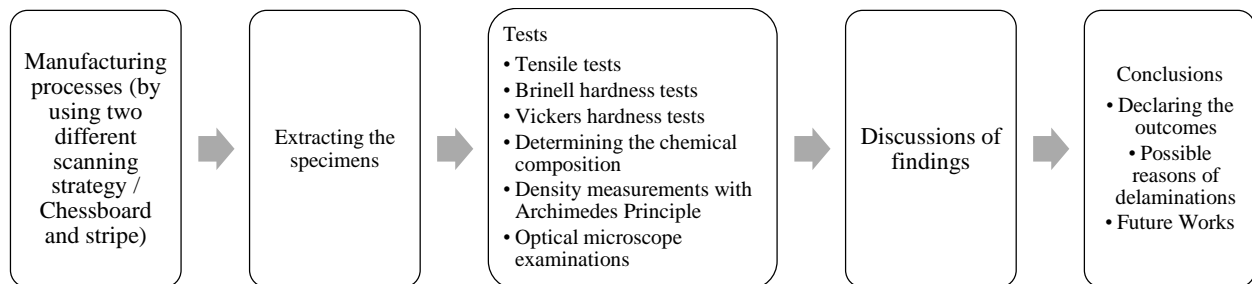 Manufacturing
processes (by
using two
different
scanning
strategy /
Chessboard
and stripe)
Extracting the
specimens
Tests
• Tensile tests
• Brinell hardness tests
• Vickers hardness tests
• Determining the chemical
composition
• Density measurements with
Archimedes Principle
• Optical microscope
examinations
Discussions of
findings
Conclusions
• Declaring the
outcomes
• Possible
reasons of
delaminations
• Future Works